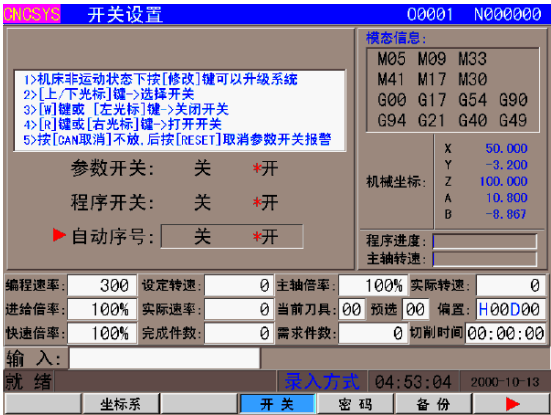 CNCSYS 开关设置 O0001 N000000
1>机床非运动状态下按[修改]键可以升级系统
2>[上/下光标]键->选择开关
3>[W]键或 [左光标]键->关闭开关
4>[R]键或[右光标]键->打开开关
5>按[CAN取消]不放,后按[RESET]取消参数开关报警
参数开关: 关 *开
程序开关: 关 *开
自动序号: 关 *开
模态信息:
M05 M09 M33
M41 M17 M30
G00 G17 G54 G90
G94 G21 G40 G49
机械坐标:
X 50.000
Y -3.200
Z 100.000
A 10.800
B -8.867
程序进度:
主轴转速:
编程速率: 300 设定转速: 0 主轴倍率: 100% 实际转速: 0
进给倍率: 100% 实际速率: 0 当前刀具: 00 预选 00 偏置: H00D00
快速倍率: 100% 完成件数: 0 需求件数: 0 切削时间 00:00:00
输 入:
就 绪 录入方式 04:53:04 2000-10-13
坐标系 开 关 密 码 备 份